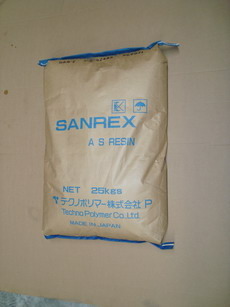 SANREX
A S RESIN
NET 25kgs
テクノポリマー株式会社 P
Techno Polymer Co. Ltd.
MADE IN JAPAN